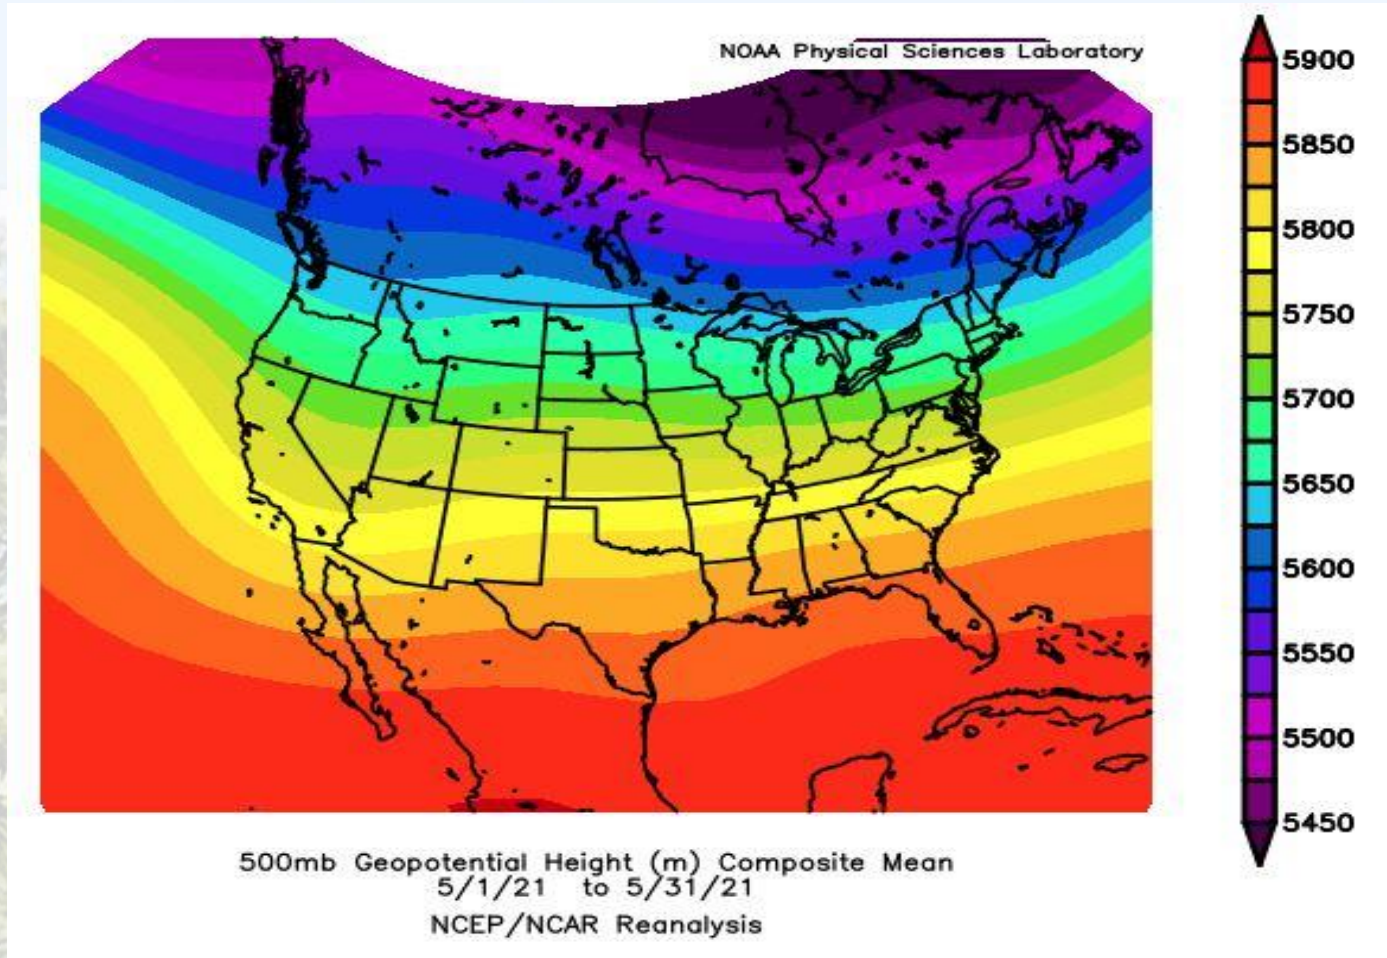 NOAA Physical Sciences Laboratory
5900
5850
5800
5750
5700
5650
5600
5550
5500
5450
500mb Geopotential Height (m) Composite Mean
5/1/21 to 5/31/21
NCEP/NCAR Reanalysis